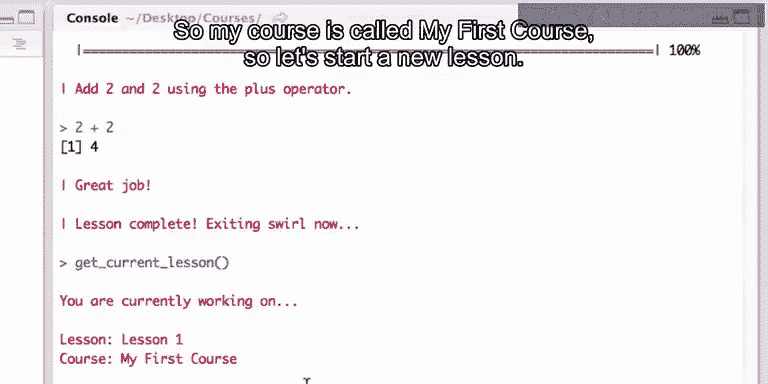 Console ~/Desktop/Courses/
So my course is called My First Course,
so let's start a new lesson.
|=====================================================================| 100%
| Add 2 and 2 using the plus operator.
> 2 + 2
[1] 4
| Great job!
| Lesson complete! Exiting swirl now...
> get_current_lesson()
You are currently working on...
Lesson: Lesson 1
Course: My First Course